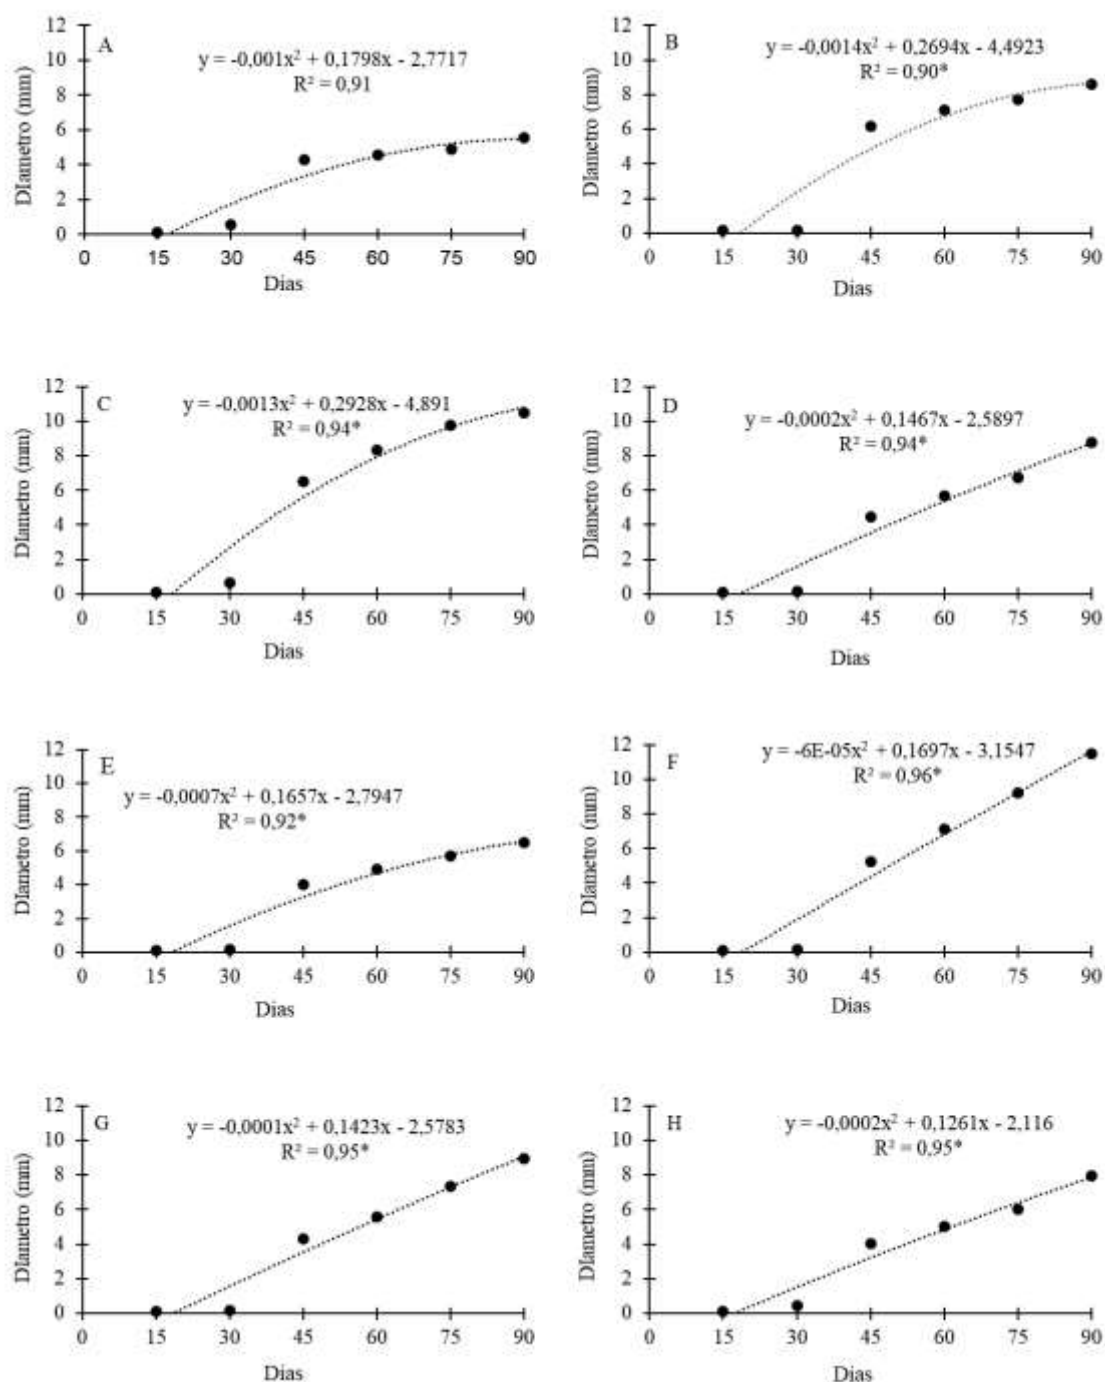 A
y = -0,001x² + 0,1798x - 2,7717
R² = 0,91
DIametro (mm)
12
10
8
6
4
2
0
0 15 30 45 60 75 90
Dias
B
y = -0,0014x² + 0,2694x - 4,4923
R² = 0,90*
DIametro (mm)
12
10
8
6
4
2
0
0 15 30 45 60 75 90
Dias
C
y = -0,0013x² + 0,2928x - 4,891
R² = 0,94*
DIametro (mm)
12
10
8
6
4
2
0
0 15 30 45 60 75 90
Dias
D
y = -0,0002x² + 0,1467x - 2,5897
R² = 0,94*
DIametro (mm)
12
10
8
6
4
2
0
0 15 30 45 60 75 90
Dias
E
y = -0,0007x² + 0,1657x - 2,7947
R² = 0,92*
DIametro (mm)
12
10
8
6
4
2
0
0 15 30 45 60 75 90
Dias
F
y = -6E-05x² + 0,1697x - 3,1547
R² = 0,96*
DIametro (mm)
12
10
8
6
4
2
0
0 15 30 45 60 75 90
Dias
G
y = -0,0001x² + 0,1423x - 2,5783
R² = 0,95*
DIametro (mm)
12
10
8
6
4
2
0
0 15 30 45 60 75 90
Dias
H
y = -0,0002x² + 0,1261x - 2,116
R² = 0,95*
DIametro (mm)
12
10
8
6
4
2
0
0 15 30 45 60 75 90
Dias